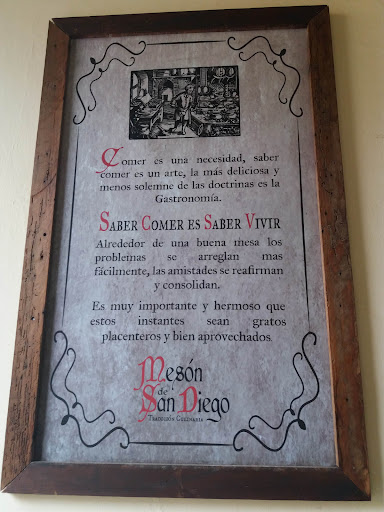 Comer es una necesidad, saber
comer es un arte, la más deliciosa y
menos solemne de las doctrinas es la
Gastronomía.
SABER COMER ES SABER VIVIR
Alrededor de una buena mesa los
problemas se arreglan mas
fácilmente, las amistades se reafirman
y consolidan.
Es muy importante y hermoso que
estos instantes sean gratos
placenteros y bien aprovechados.
Mesón
de
San Diego
TRADICIÓN CULINARIA